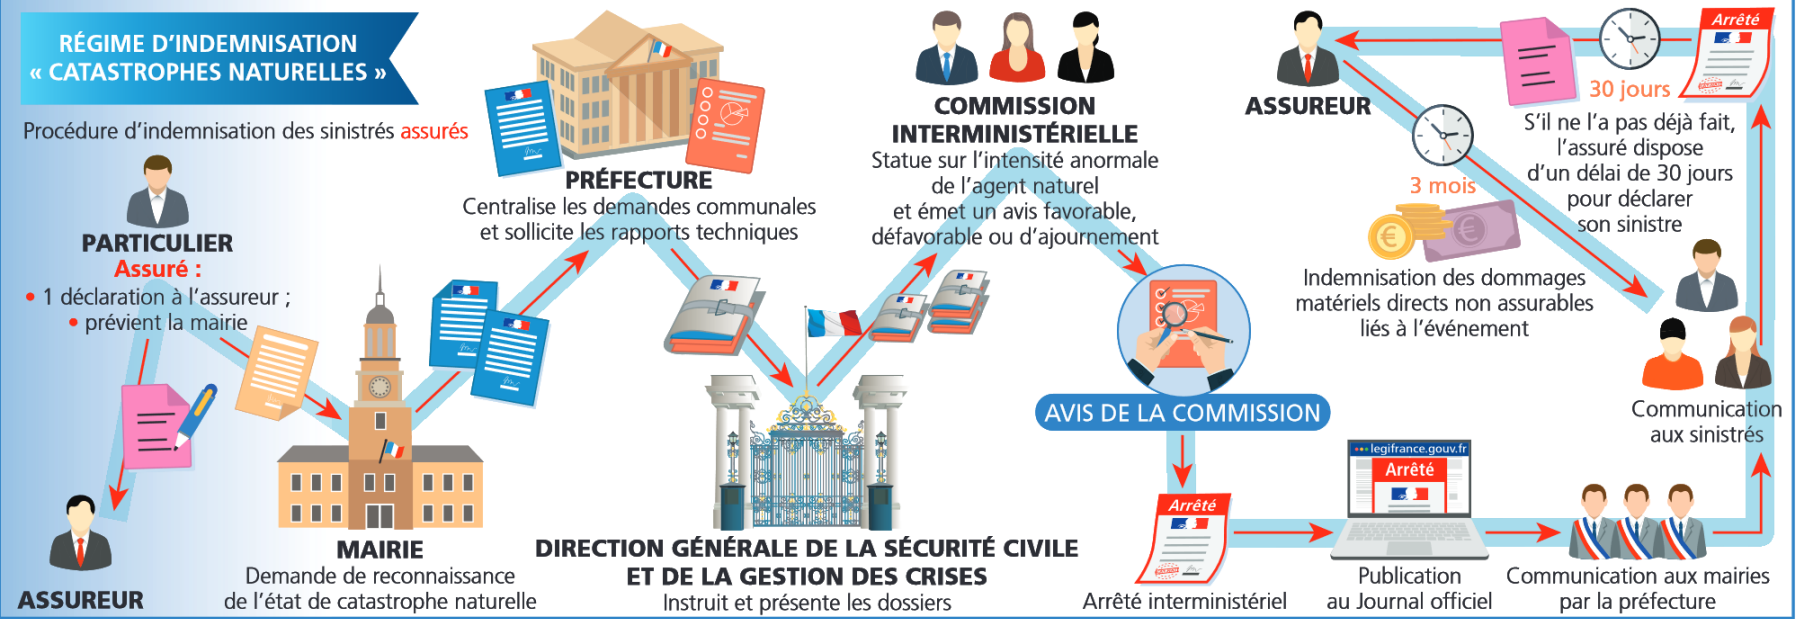 RÉGIME D'INDEMNISATION
« CATASTROPHES NATURELLES »
Procédure d'indemnisation des sinistrés assurés
PARTICULIER
Assuré :
• 1 déclaration à l'assureur ;
• prévient la mairie
ASSUREUR
MAIRIE
Demande de reconnaissance
de l'état de catastrophe naturelle
PRÉFECTURE
Centralise les demandes communales
et sollicite les rapports techniques
DIRECTION GÉNÉRALE DE LA SÉCURITÉ CIVILE
ET DE LA GESTION DES CRISES
Instruit et présente les dossiers
COMMISSION
INTERMINISTÉRIELLE
Statue sur l'intensité anormale
de l'agent naturel
et émet un avis favorable,
défavorable ou d'ajournement
AVIS DE LA COMMISSION
Arrêté
Arrêté interministériel
legifrance.gouv.fr
Arrêté
Publication
au Journal officiel
Communication aux mairies
par la préfecture
Communication
aux sinistrés
Arrêté
30 jours
S'il ne l'a pas déjà fait,
l'assuré dispose
d'un délai de 30 jours
pour déclarer
son sinistre
ASSUREUR
3 mois
€
€
Indemnisation des dommages
matériels directs non assurables
liés à l'événement